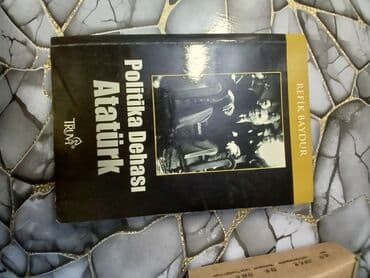 REFİK BAYDUR
Politika Dehası
Atatürk
TRUVA